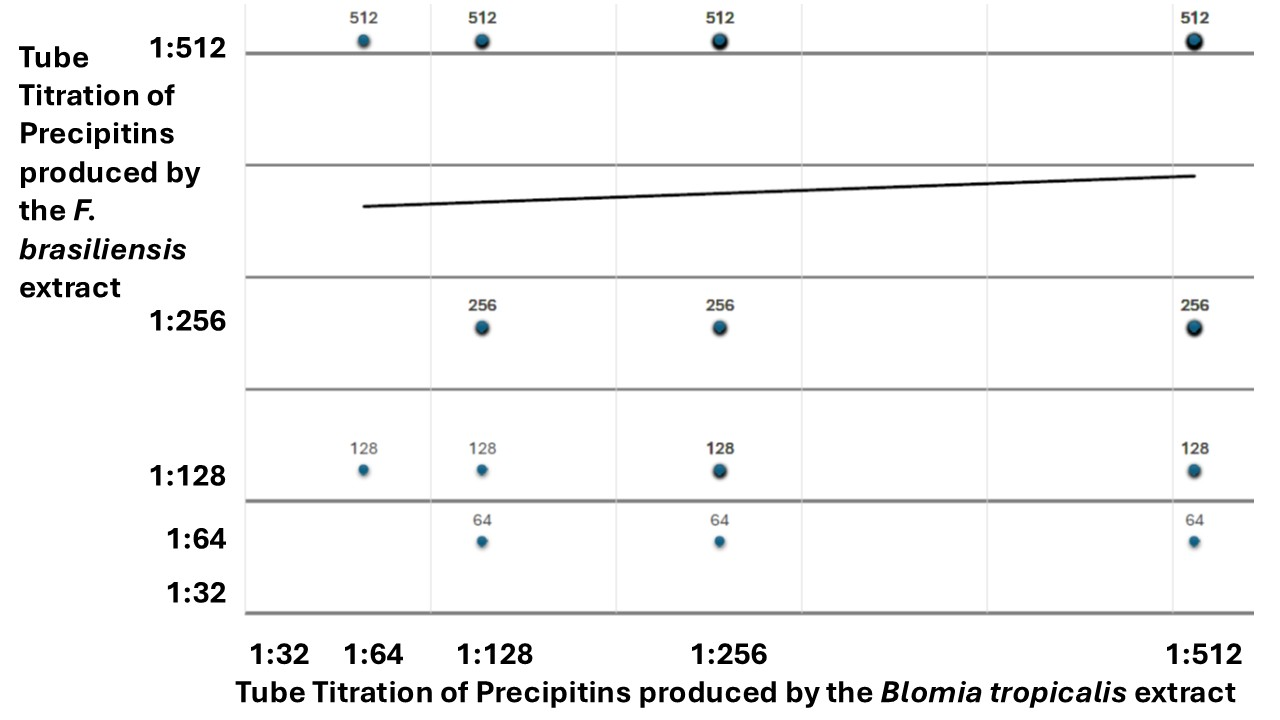 512 512 512 512
Tube
1:512
Titration of
Precipitins
produced by
the F.
brasiliensis
extract
256 256 256
1:256
128 128 128 128
1:128
64 64 64
1:64
1:32
1:32 1:64 1:128 1:256 1:512
Tube Titration of Precipitins produced by the Blomia tropicalis extract